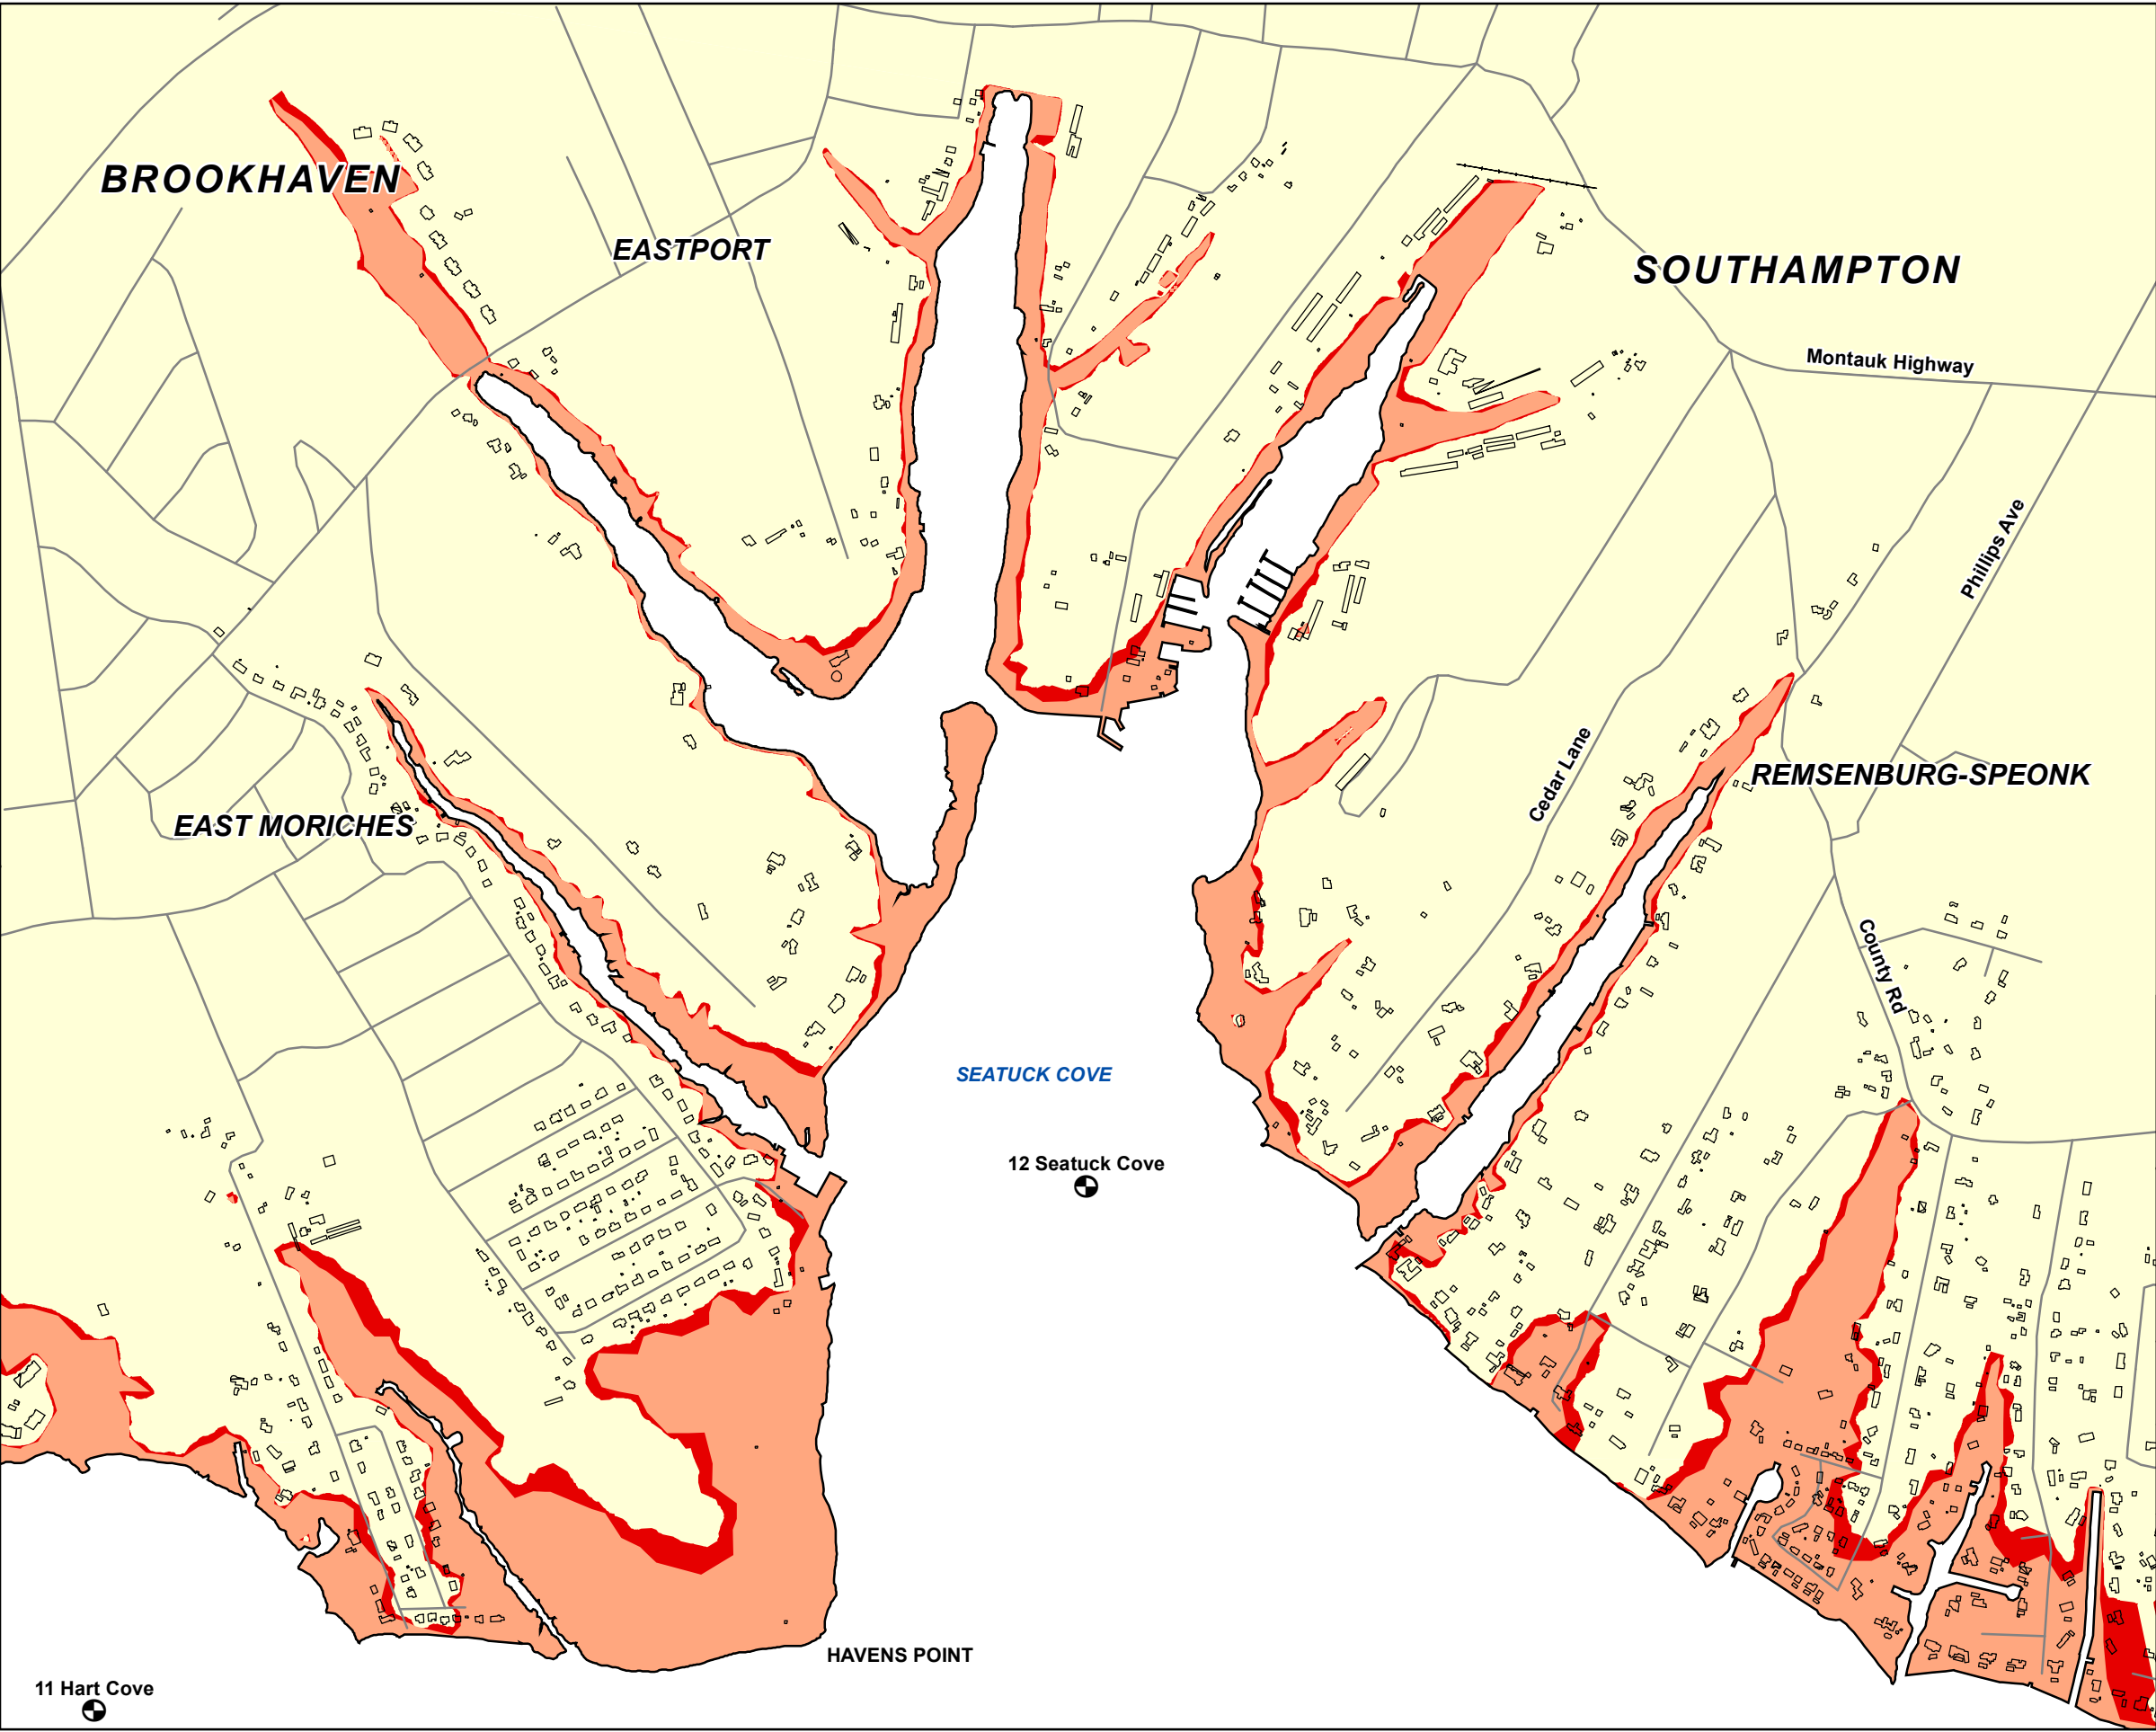 BROOKHAVEN
EASTPORT
SOUTHAMPTON
Montauk Highway
Phillips Ave
Cedar Lane
REMSENBURG-SPEONK
EAST MORICHES
County Rd
SEATUCK COVE
12 Seatuck Cove
HAVENS POINT
11 Hart Cove